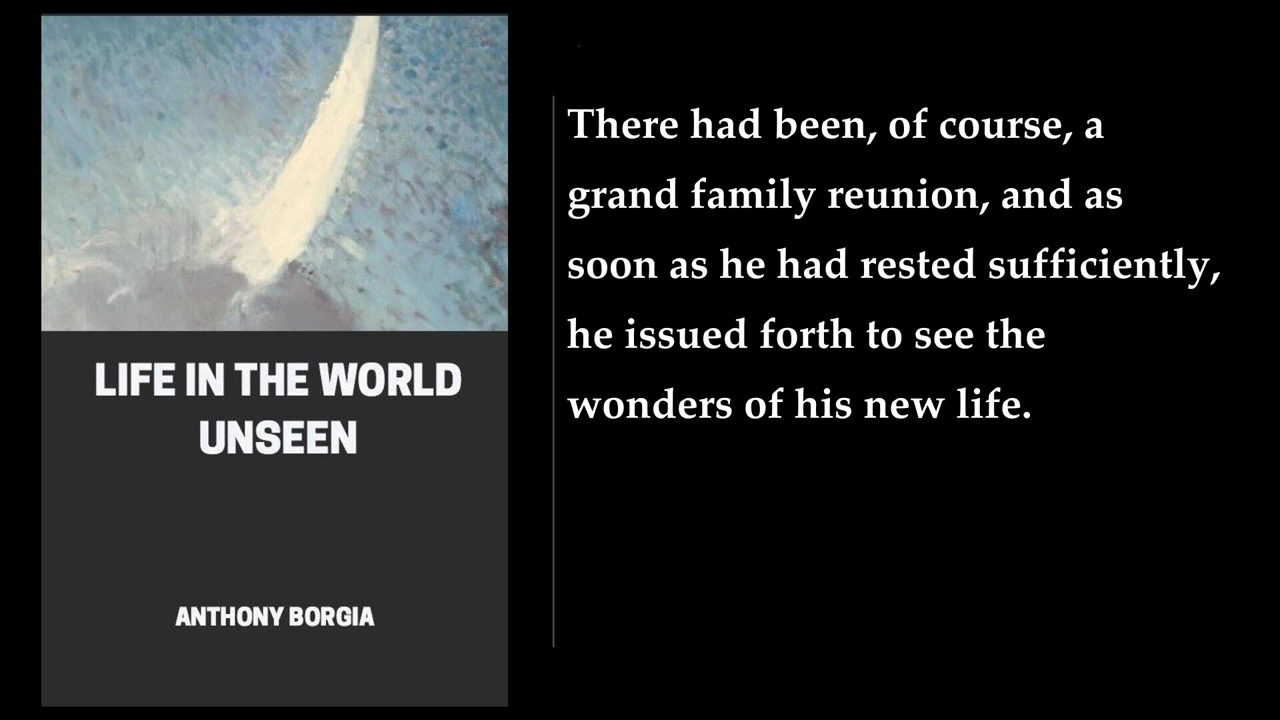 LIFE IN THE WORLD
UNSEEN
ANTHONY BORGIA
There had been, of course, a
grand family reunion, and as
soon as he had rested sufficiently,
he issued forth to see the
wonders of his new life.